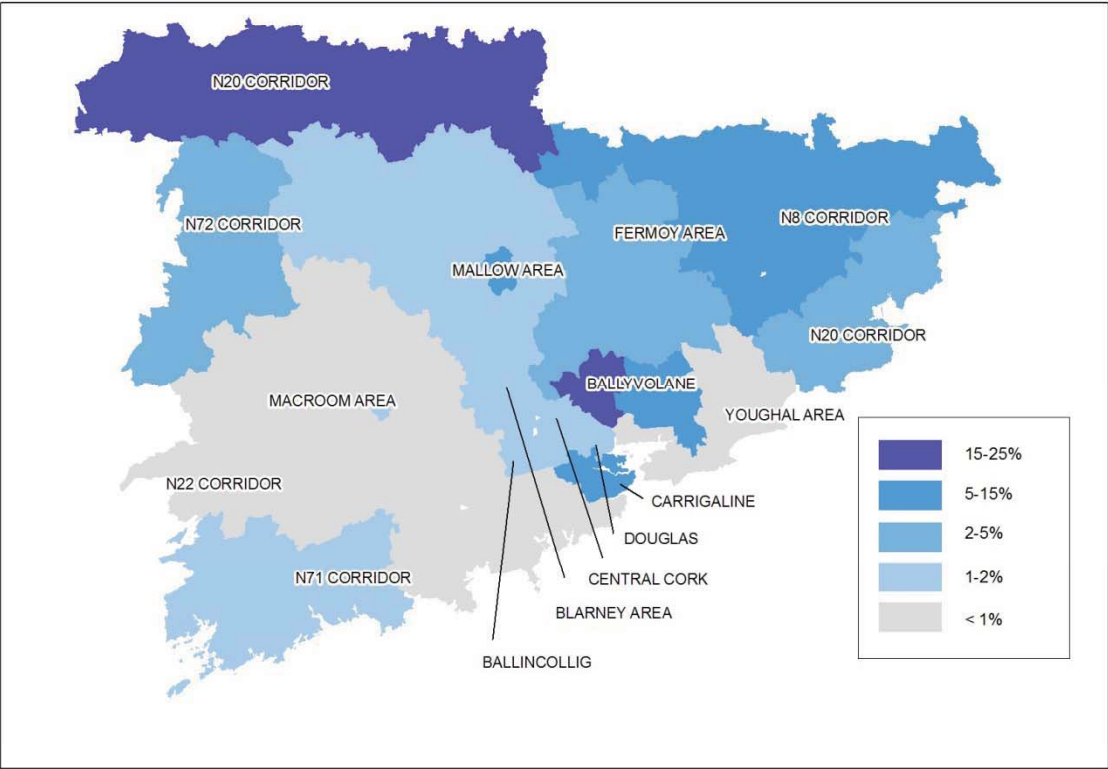 N20 CORRIDOR
N72 CORRIDOR
N8 CORRIDOR
FERMOY AREA
MALLOW AREA
N20 CORRIDOR
BALLYVOLANE
MACROOM AREA
YOUGHAL AREA
N22 CORRIDOR
CARRIGALINE
DOUGLAS
N71 CORRIDOR
CENTRAL CORK
BLARNEY AREA
BALLINCOLLIG
15-25%
5-15%
2-5%
1-2%
< 1%